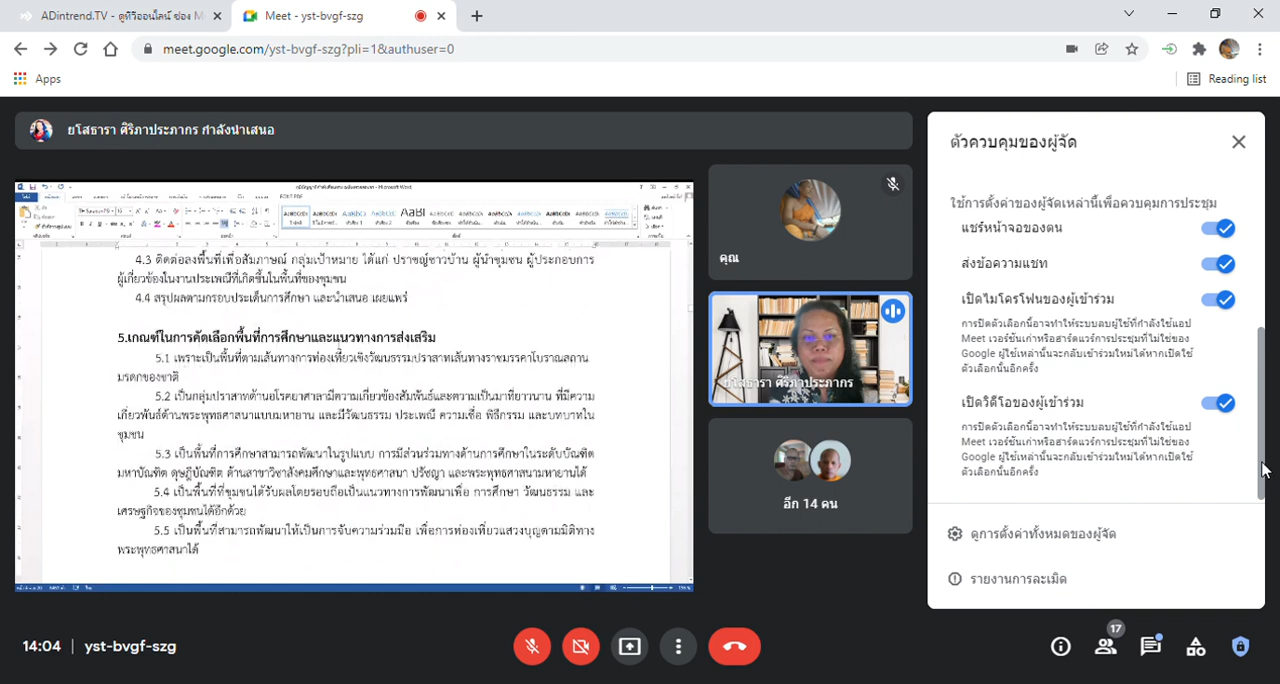 ADintrend.TV - ดูทีวีออนไลน์ ช่อง M
Meet - yst-bvgf-szg
meet.google.com/yst-bvgf-szg?pli=1&authuser=0
Apps
Reading list
ยโสธารา ศิริภาประภากร กำลังนำเสนอ
4.3 ติดต่อลงพื้นที่เพื่อสัมภาษณ์ กลุ่มเป้าหมาย ได้แก่ ปราชญ์ชาวบ้าน ผู้นำชุมชน ผู้ประกอบการ
ผู้เกี่ยวข้องในงานประเพณีที่เกิดขึ้นในพื้นที่ของชุมชน
4.4 สรุปผลตามกรอบประเด็นการศึกษา และนำเสนอ เผยแพร่
5.เกณฑ์ในการคัดเลือกพื้นที่การศึกษาและแนวทางการส่งเสริม
5.1 เพราะเป็นพื้นที่ตามเส้นทางการท่องเที่ยวเชิงวัฒนธรรมปราสาทเส้นทางราชมรรคาโบราณสถาน
มรดกของชาติ
5.2 เป็นกลุ่มปราสาทด้านอโรคยาศาลามีความเกี่ยวข้องสัมพันธ์และความเป็นมาที่ยาวนาน ที่มีความ
เกี่ยวพันธ์ด้านพระพุทธศาสนาแบบมหายาน และมีวัฒนธรรม ประเพณี ความเชื่อ พิธีกรรม และบทบาทใน
ชุมชน
5.3 เป็นพื้นที่การศึกษาสามารถพัฒนาในรูปแบบ การมีส่วนร่วมทางด้านการศึกษาในระดับบัณฑิต
มหาบัณฑิต ดุษฎีบัณฑิต ด้านสาขาวิชาสังคมศึกษาและพุทธศาสนา ปรัชญา และพระพุทธศาสนามหายานได้
5.4 เป็นพื้นที่ที่ชุมชนได้รับผลโดยรอบถือเป็นแนวทางการพัฒนาเพื่อ การศึกษา วัฒนธรรม และ
เศรษฐกิจของชุมชนได้อีกด้วย
5.5 เป็นพื้นที่สามารถพัฒนาให้เป็นการจับความร่วมมือ เพื่อการท่องเที่ยวแสวงบุญตามมิติทาง
พระพุทธศาสนาได้
คุณ
ยโสธารา ศิริภาประภากร
อีก 14 คน
ตัวควบคุมของผู้จัด
ใช้การตั้งค่าของผู้จัดเหล่านี้เพื่อควบคุมการประชุม
แชร์หน้าจอของตน
ส่งข้อความแชท
เปิดไมโครโฟนของผู้เข้าร่วม
การปิดตัวเลือกนี้อาจทำให้ระบบลบผู้ใช้ที่กำลังใช้แอป
Meet เวอร์ชันเก่าหรือฮาร์ดแวร์การประชุมที่ไม่ใช่ของ
Google ผู้ใช้เหล่านั้นจะกลับเข้าร่วมใหม่ได้หากเปิดใช้
ตัวเลือกนั้นอีกครั้ง
เปิดวิดีโอของผู้เข้าร่วม
การปิดตัวเลือกนี้อาจทำให้ระบบลบผู้ใช้ที่กำลังใช้แอป
Meet เวอร์ชันเก่าหรือฮาร์ดแวร์การประชุมที่ไม่ใช่ของ
Google ผู้ใช้เหล่านั้นจะกลับเข้าร่วมใหม่ได้หากเปิดใช้
ตัวเลือกนั้นอีกครั้ง
ดูการตั้งค่าทั้งหมดของผู้จัด
รายงานการละเมิด
14:04 | yst-bvgf-szg
17